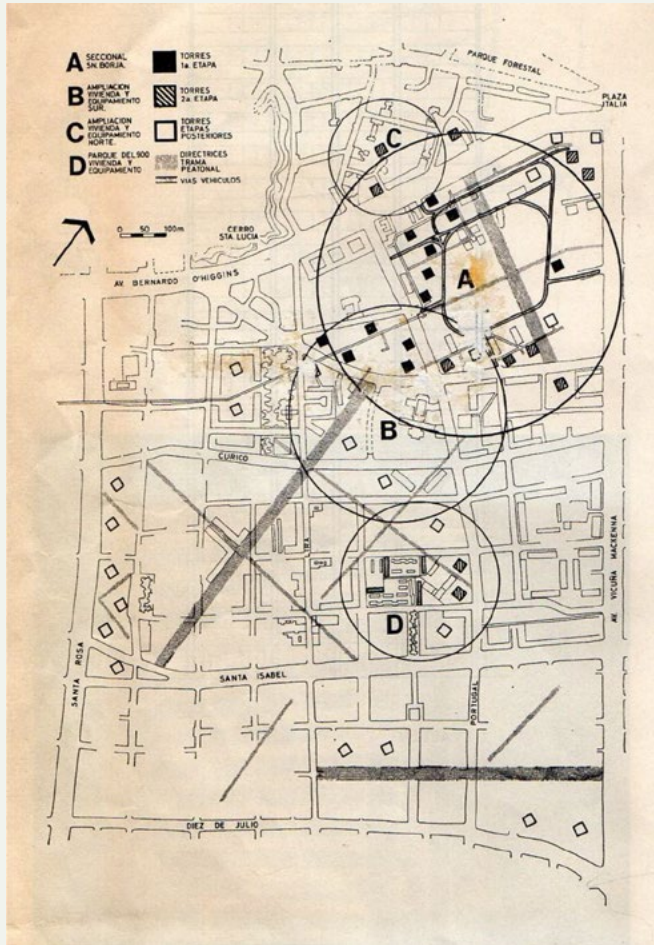 A SECCIONAL
SN. BORJA.
B AMPLIACION
VIVIENDA Y
EQUIPAMIENTO
SUR.
C AMPLIACION
VIVIENDA Y
EQUIPAMIENTO
NORTE.
D PARQUE DEL 900
VIVIENDA Y
EQUIPAMIENTO
TORRES
1a. ETAPA
TORRES
2a. ETAPA
TORRES
ETAPAS
POSTERIORES
DIRECTRICES
TRAMA
PEATONAL
VIAS VEHICULOS
0 50 100m
PARQUE FORESTAL
PLAZA
ITALIA
CERRO
STA. LUCIA
AV. BERNARDO O'HIGGINS
C
A
B
D
CURICO
LIRA
AV. VICUÑA MACKENNA
SANTA ROSA
SANTA ISABEL
PORTUGAL
DIEZ DE JULIO